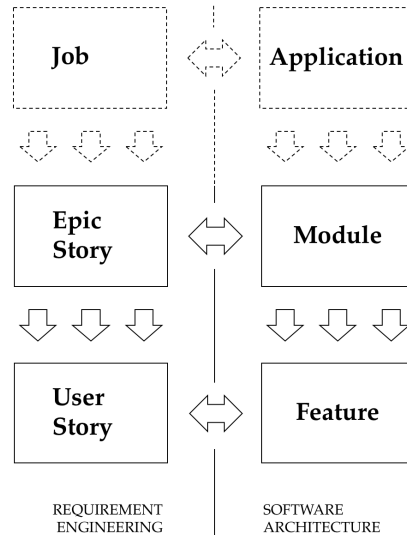 Job
Application
Epic
Story
Module
User
Story
Feature
REQUIREMENT
ENGINEERING
SOFTWARE
ARCHITECTURE